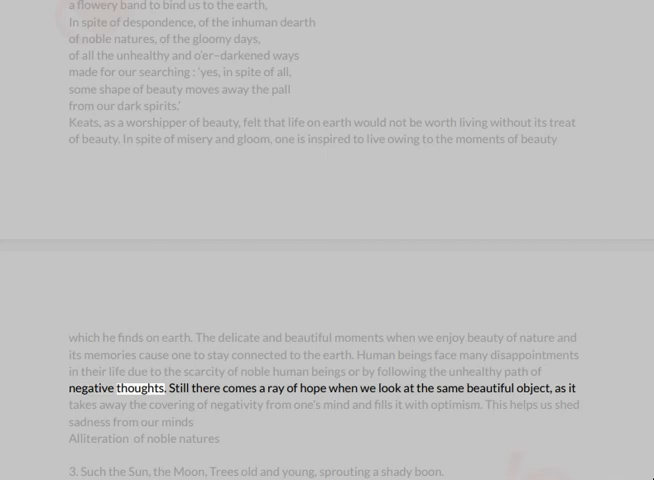 a flowery band to bind us to the earth,
In spite of despondence, of the inhuman dearth
of noble natures, of the gloomy days,
of all the unhealthy and o'er–darkened ways
made for our searching : 'yes, in spite of all,
some shape of beauty moves away the pall
from our dark spirits.'
Keats, as a worshipper of beauty, felt that life on earth would not be worth living without its treat
of beauty. In spite of misery and gloom, one is inspired to live owing to the moments of beauty
which he finds on earth. The delicate and beautiful moments when we enjoy beauty of nature and
its memories cause one to stay connected to the earth. Human beings face many disappointments
in their life due to the scarcity of noble human beings or by following the unhealthy path of
negative thoughts. Still there comes a ray of hope when we look at the same beautiful object, as it
takes away the covering of negativity from one's mind and fills it with optimism. This helps us shed
sadness from our minds
Alliteration of noble natures
3. Such the Sun, the Moon, Trees old and young, sprouting a shady boon.